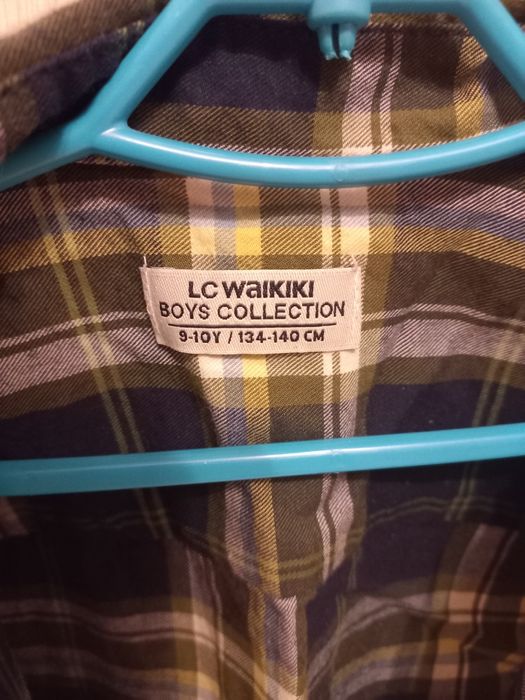 LC WAIKIKI
BOYS COLLECTION
9-10Y / 134-140 CM